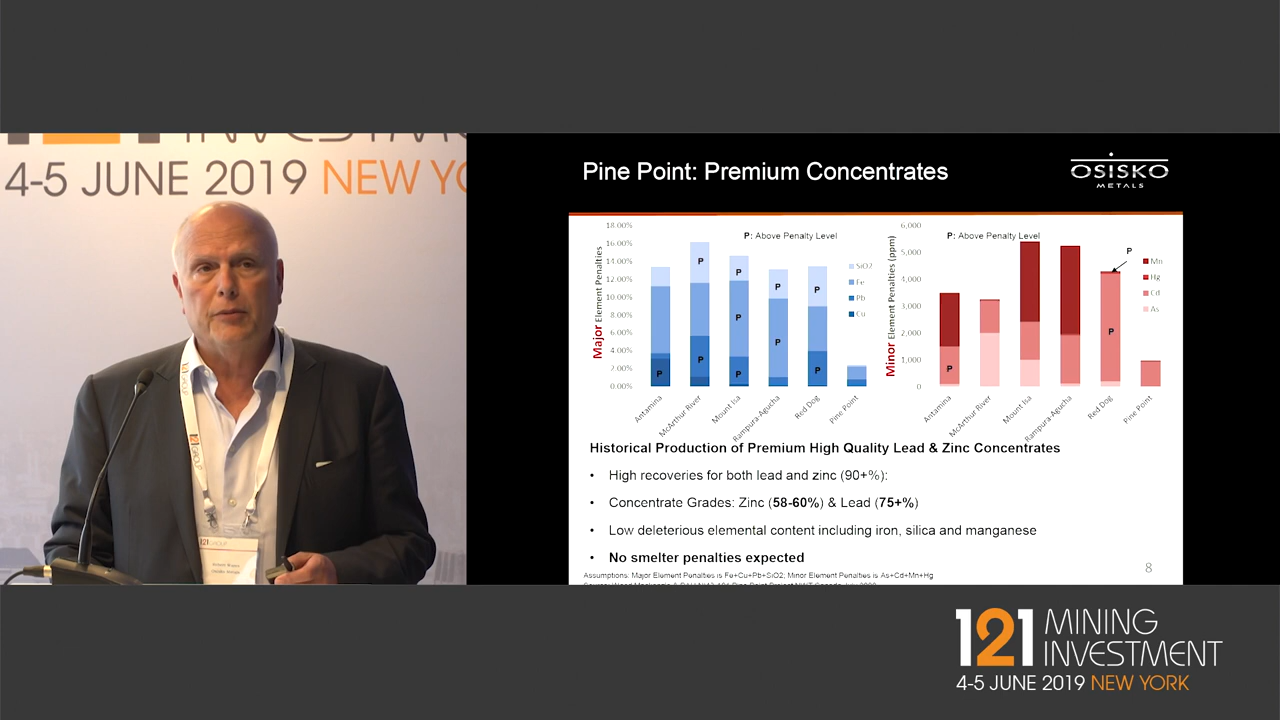 4-5 JUNE 2019 NEW YO
Pine Point: Premium Concentrates
OSISKO
METALS
Major Element Penalties
18.00%
16.00%
14.00%
12.00%
10.00%
8.00%
6.00%
4.00%
2.00%
0.00%
P: Above Penalty Level
P
P
P
P
P
P
P
P
P
P
SiO2
Fe
Pb
Cu
Antamina
McArthur River
Mount Isa
Rampura-Agucha
Red Dog
Pine Point
Minor Element Penalties (ppm)
6,000
5,000
4,000
3,000
2,000
1,000
0
P: Above Penalty Level
P
P
P
Mn
Hg
Cd
As
Antamina
McArthur River
Mount Isa
Rampura-Agucha
Red Dog
Pine Point
Historical Production of Premium High Quality Lead & Zinc Concentrates
• High recoveries for both lead and zinc (90+%):
• Concentrate Grades: Zinc (58-60%) & Lead (75+%)
• Low deleterious elemental content including iron, silica and manganese
• No smelter penalties expected
Assumptions: Major Element Penalties is Fe+Cu+Pb+SiO2; Minor Element Penalties is As+Cd+Mn+Hg
8
121 MINING
INVESTMENT
4-5 JUNE 2019 NEW YORK